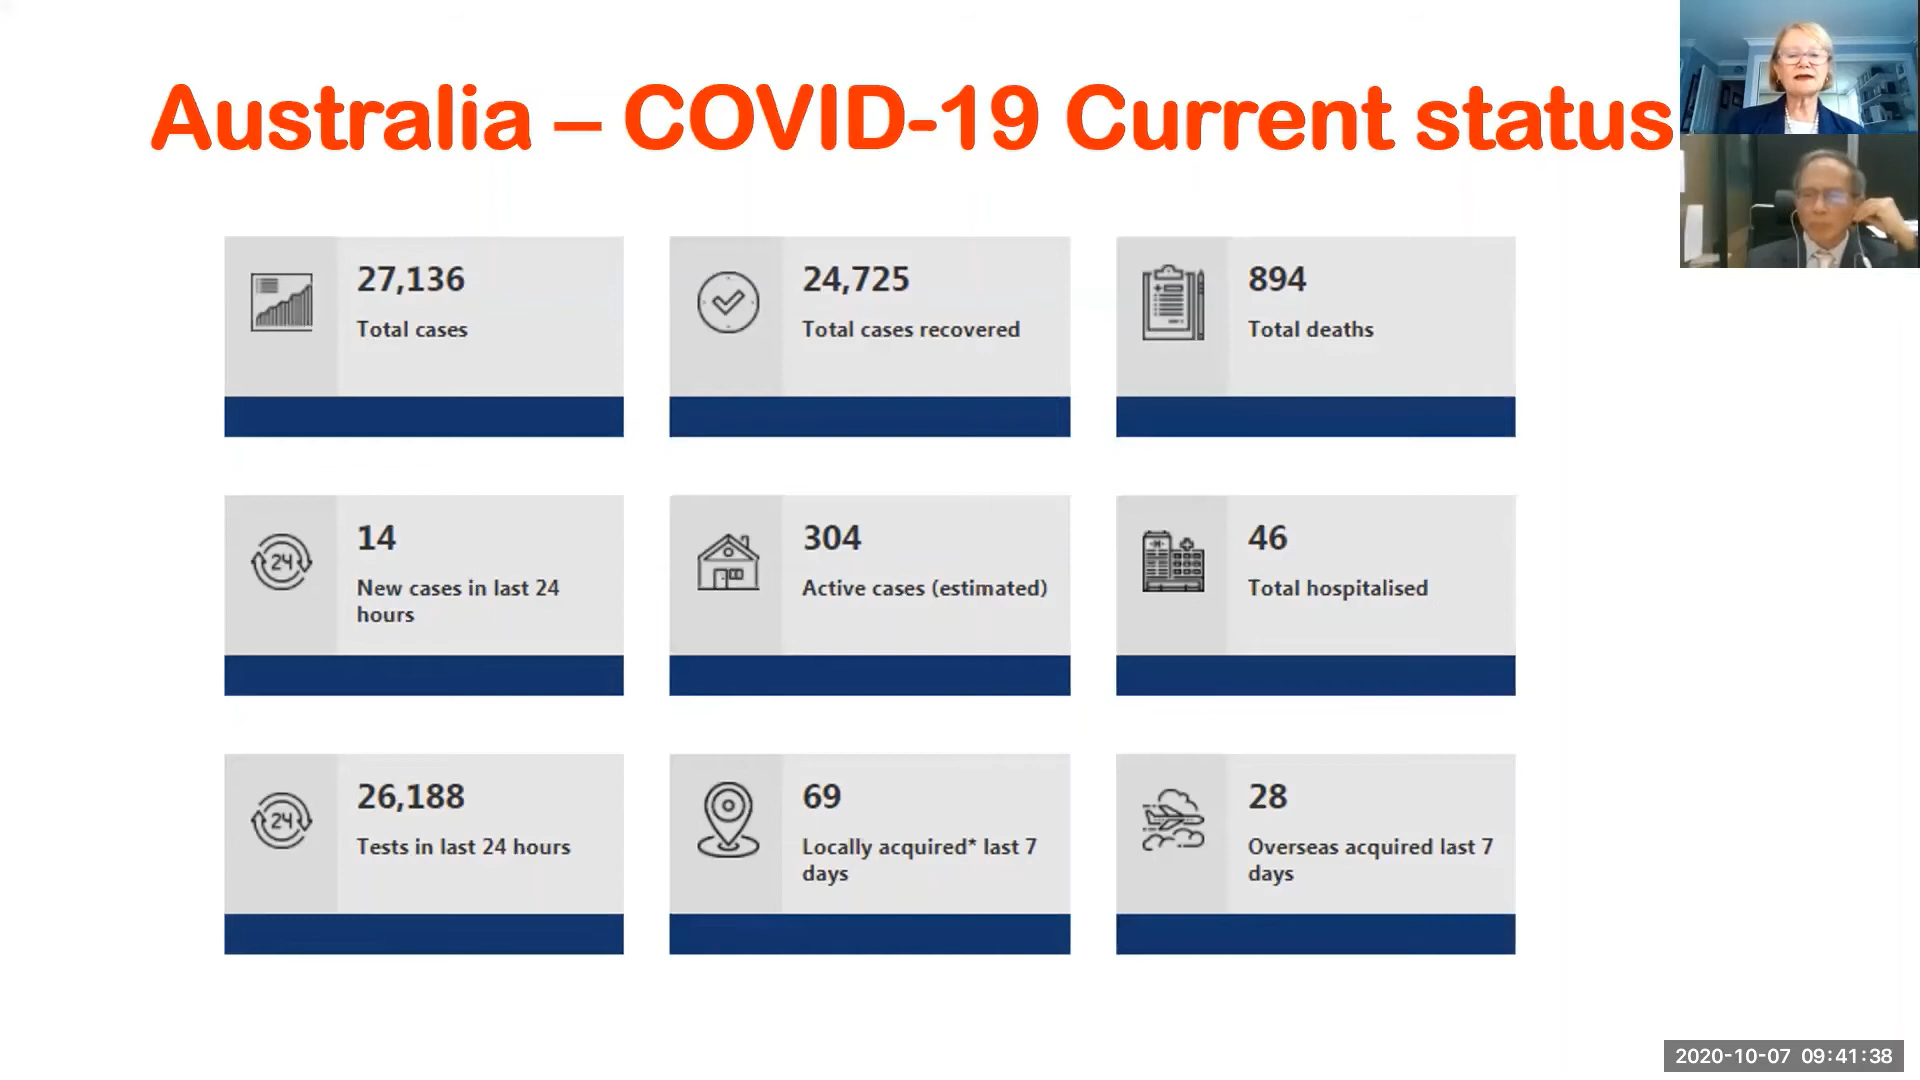 Australia – COVID-19 Current status
27,136
Total cases
24,725
Total cases recovered
894
Total deaths
14
New cases in last 24
hours
304
Active cases (estimated)
46
Total hospitalised
26,188
Tests in last 24 hours
69
Locally acquired* last 7
days
28
Overseas acquired last 7
days
24
24
H
2020-10-07 09:41:38